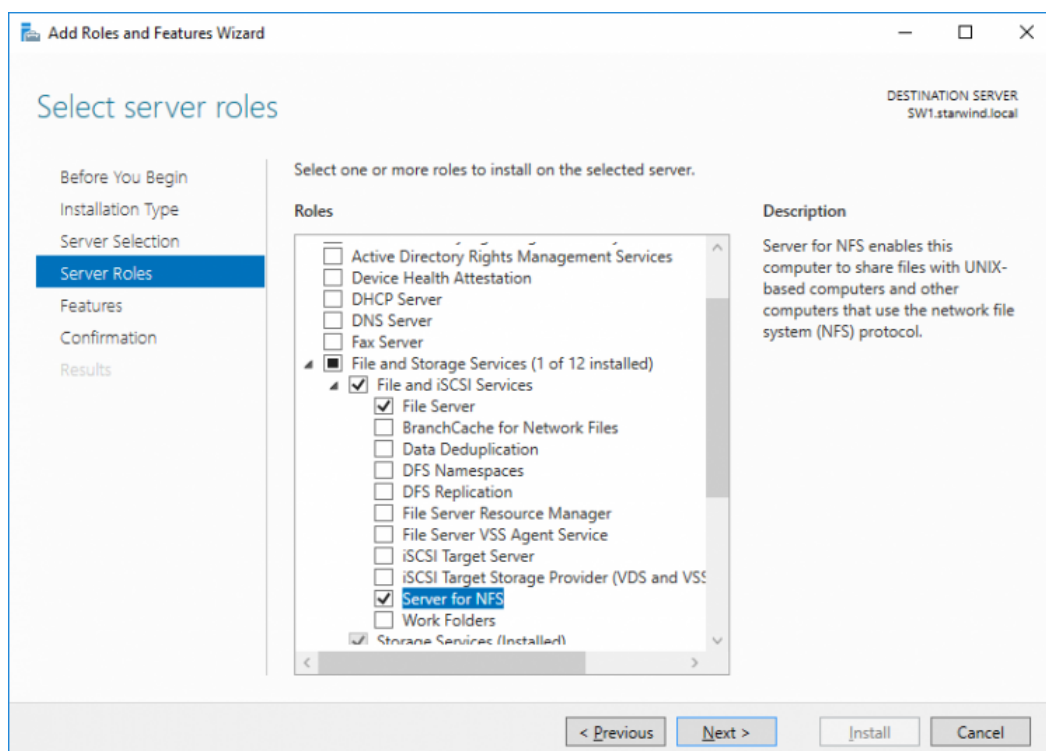 Add Roles and Features Wizard
Select server roles
DESTINATION SERVER
SW1.starwind.local
Before You Begin
Installation Type
Server Selection
Server Roles
Features
Confirmation
Results
Select one or more roles to install on the selected server.
Roles
Active Directory Rights Management Services
Device Health Attestation
DHCP Server
DNS Server
Fax Server
File and Storage Services (1 of 12 installed)
File and iSCSI Services
File Server
BranchCache for Network Files
Data Deduplication
DFS Namespaces
DFS Replication
File Server Resource Manager
File Server VSS Agent Service
iSCSI Target Server
iSCSI Target Storage Provider (VDS and VSS
Server for NFS
Work Folders
Storage Services (Installed)
Description
Server for NFS enables this
computer to share files with UNIX-
based computers and other
computers that use the network file
system (NFS) protocol.
< Previous
Next >
Install
Cancel